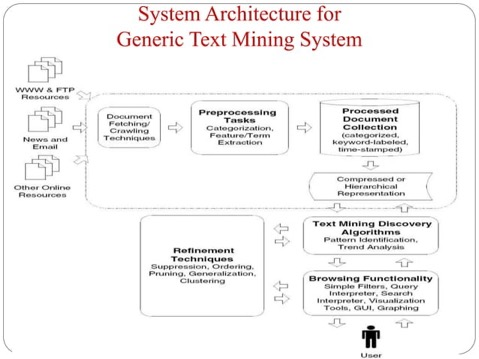 System Architecture for
Generic Text Mining System
WWW & FTP
Resources
News and
Email
Other Online
Resources
Document
Fetching/
Crawling
Techniques
Preprocessing
Tasks
Categorization,
Feature/Term
Extraction
Processed
Document
Collection
(categorized,
keyword-labeled,
time-stamped)
Compressed or
Hierarchical
Representation
Refinement
Techniques
Suppression, Ordering,
Pruning, Generalization,
Clustering
Text Mining Discovery
Algorithms
Pattern Identification,
Trend Analysis
Browsing Functionality
Simple Filters, Query
Interpreter, Search
Interpreter, Visualization
Tools, GUI, Graphing
User